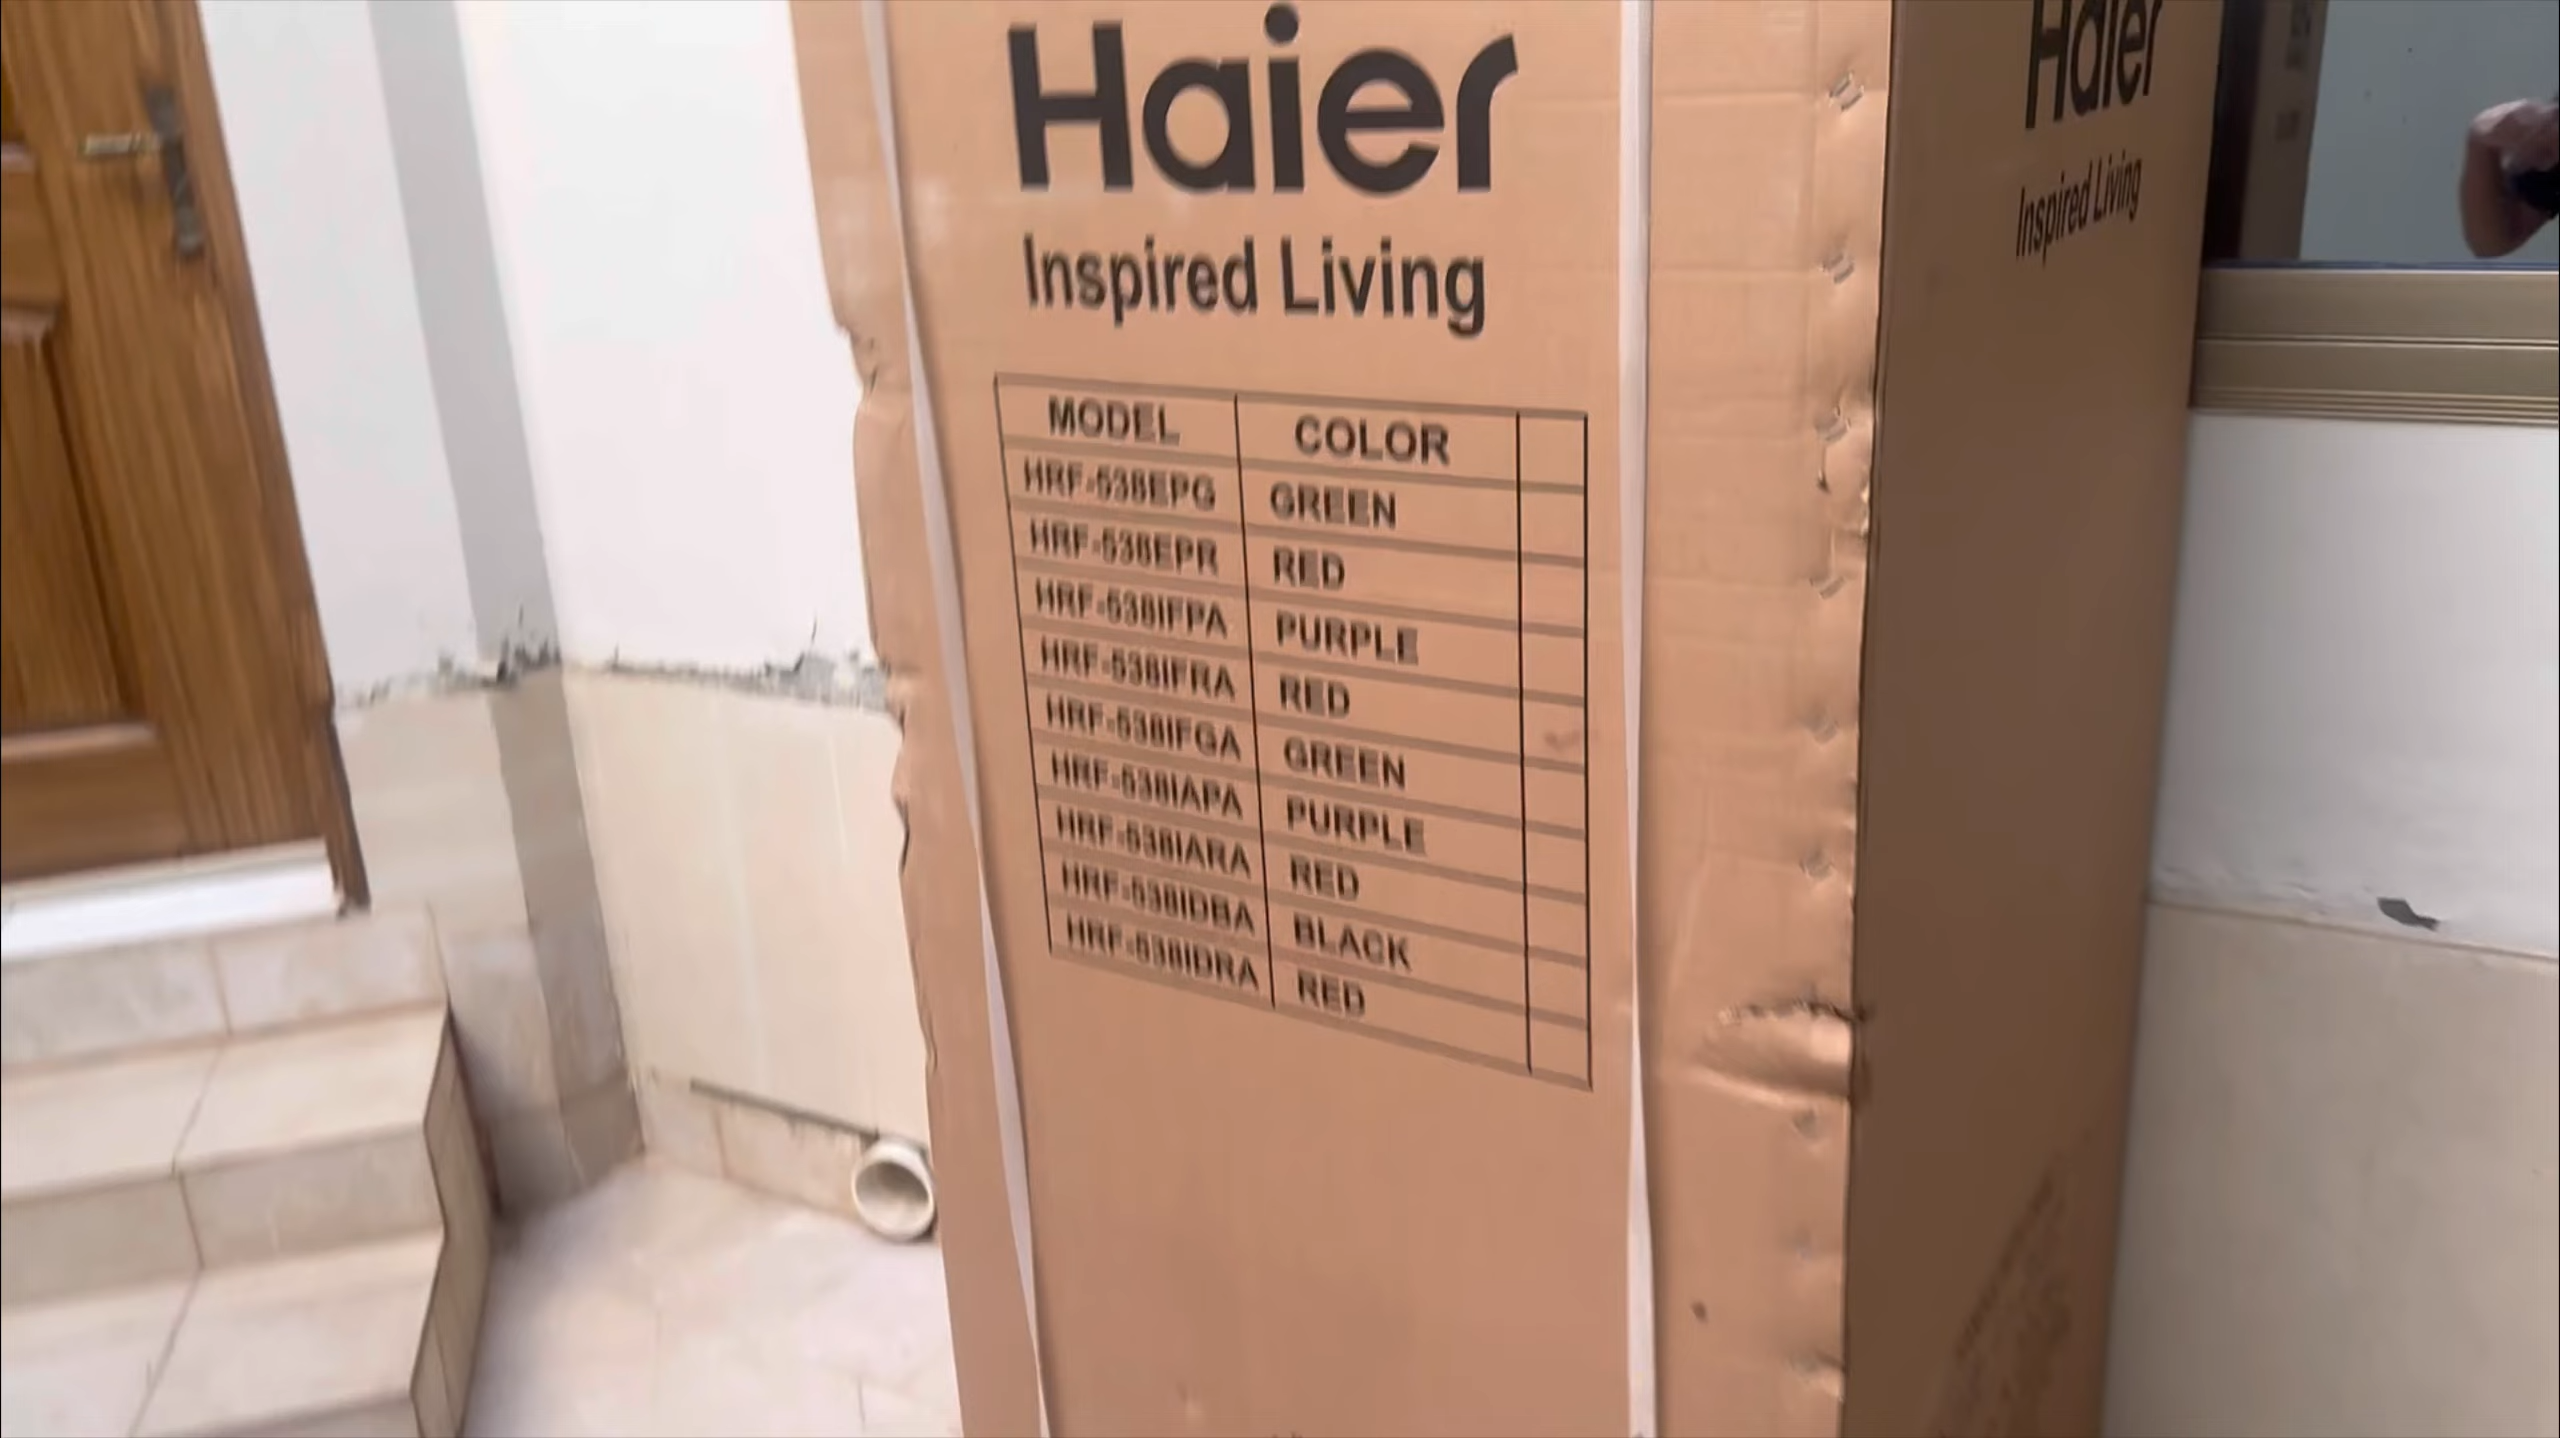 Haier
Inspired Living
MODEL COLOR
HRF-538EPG GREEN
HRF-538EPR RED
HRF-538IFPA PURPLE
HRF-538IFRA RED
HRF-538IFGA GREEN
HRF-538IAPA PURPLE
HRF-538IARA RED
HRF-538IDBA BLACK
HRF-538IDRA RED
Haier
Inspired Living